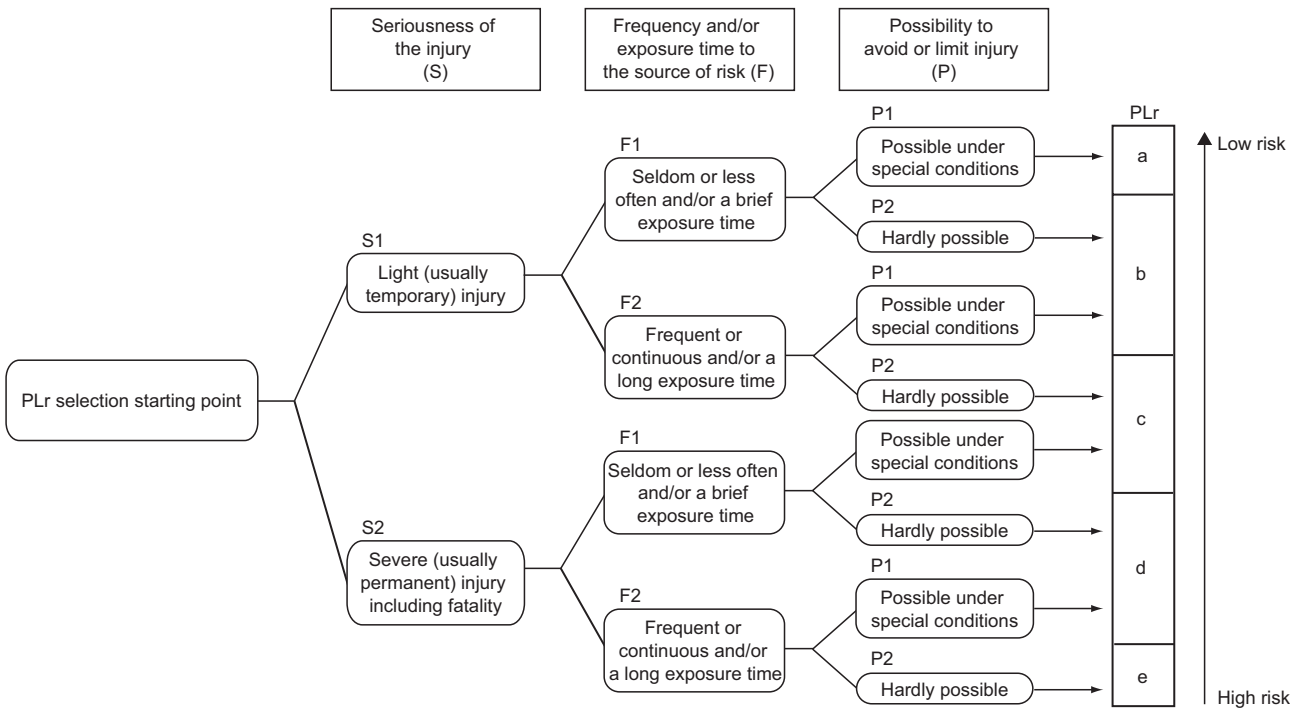 Seriousness of
the injury
(S)
Frequency and/or
exposure time to
the source of risk (F)
Possibility to
avoid or limit injury
(P)
PLr selection starting point
S1
Light (usually
temporary) injury
S2
Severe (usually
permanent) injury
including fatality
F1
Seldom or less
often and/or a brief
exposure time
F2
Frequent or
continuous and/or a
long exposure time
F1
Seldom or less often
and/or a brief
exposure time
F2
Frequent or
continuous and/or
a long exposure time
P1
Possible under
special conditions
P2
Hardly possible
P1
Possible under
special conditions
P2
Hardly possible
Possible under
special conditions
P2
Hardly possible
P1
Possible under
special conditions
P2
Hardly possible
PLr
a
b
c
d
e
Low risk
High risk